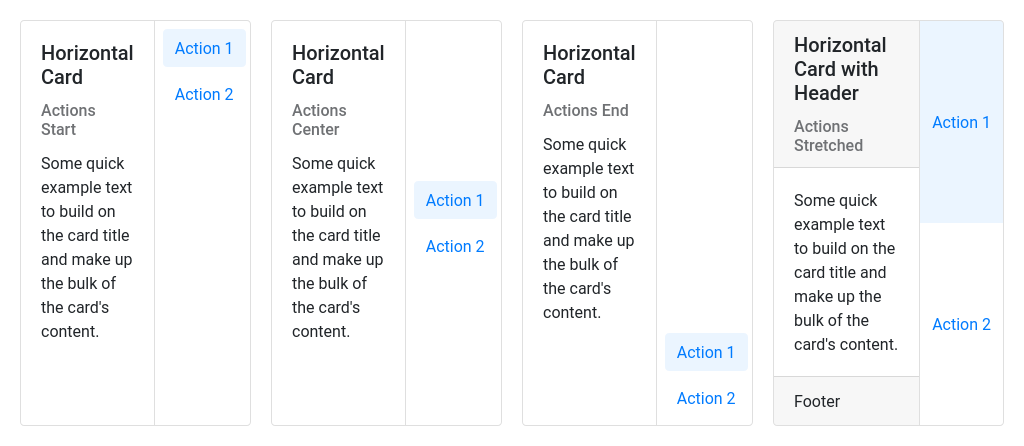 Horizontal
Card
Actions
Start
Some quick
example text
to build on
the card title
and make up
the bulk of
the card's
content.
Action 1
Action 2
Horizontal
Card
Actions
Center
Some quick
example text
to build on
the card title
and make up
the bulk of
the card's
content.
Action 1
Action 2
Horizontal
Card
Actions End
Some quick
example text
to build on
the card title
and make up
the bulk of
the card's
content.
Action 1
Action 2
Horizontal
Card with
Header
Actions
Stretched
Some quick
example text
to build on the
card title and
make up the
bulk of the
card's content.
Footer
Action 1
Action 2